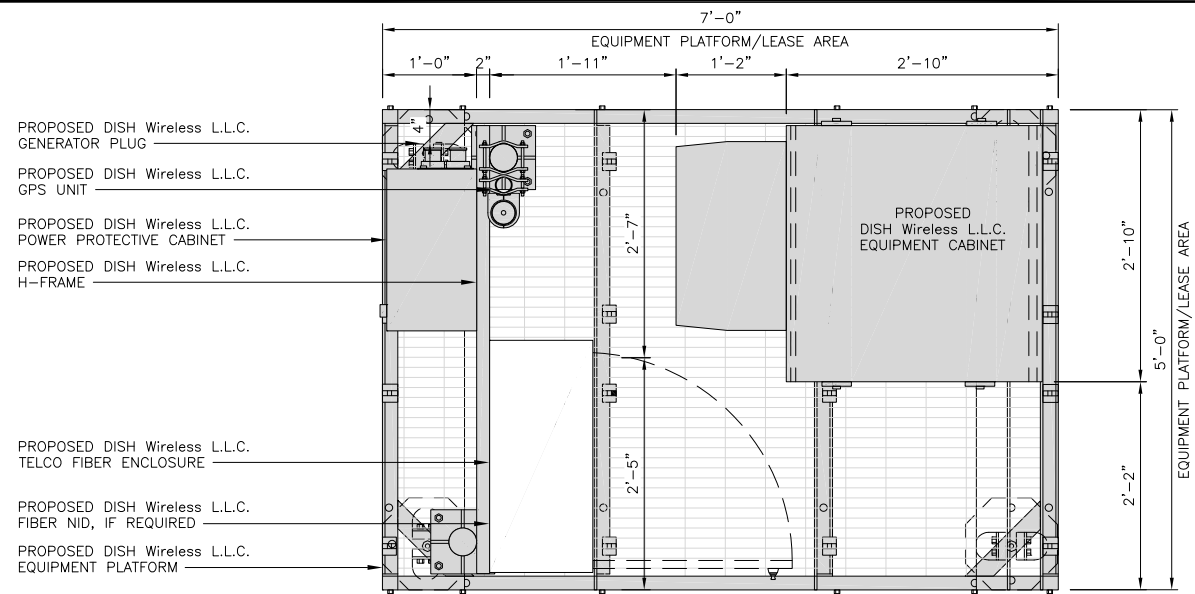 7'-0"
EQUIPMENT PLATFORM/LEASE AREA
1'-0"
2"
1'-11"
1'-2"
2'-10"
4"
PROPOSED DISH Wireless L.L.C.
GENERATOR PLUG
PROPOSED DISH Wireless L.L.C.
GPS UNIT
PROPOSED DISH Wireless L.L.C.
POWER PROTECTIVE CABINET
PROPOSED DISH Wireless L.L.C.
H-FRAME
PROPOSED DISH Wireless L.L.C.
TELCO FIBER ENCLOSURE
PROPOSED DISH Wireless L.L.C.
FIBER NID, IF REQUIRED
PROPOSED DISH Wireless L.L.C.
EQUIPMENT PLATFORM
2'-7"
2'-5"
PROPOSED
DISH Wireless L.L.C.
EQUIPMENT CABINET
2'-10"
2'-2"
5'-0"
EQUIPMENT PLATFORM/LEASE AREA